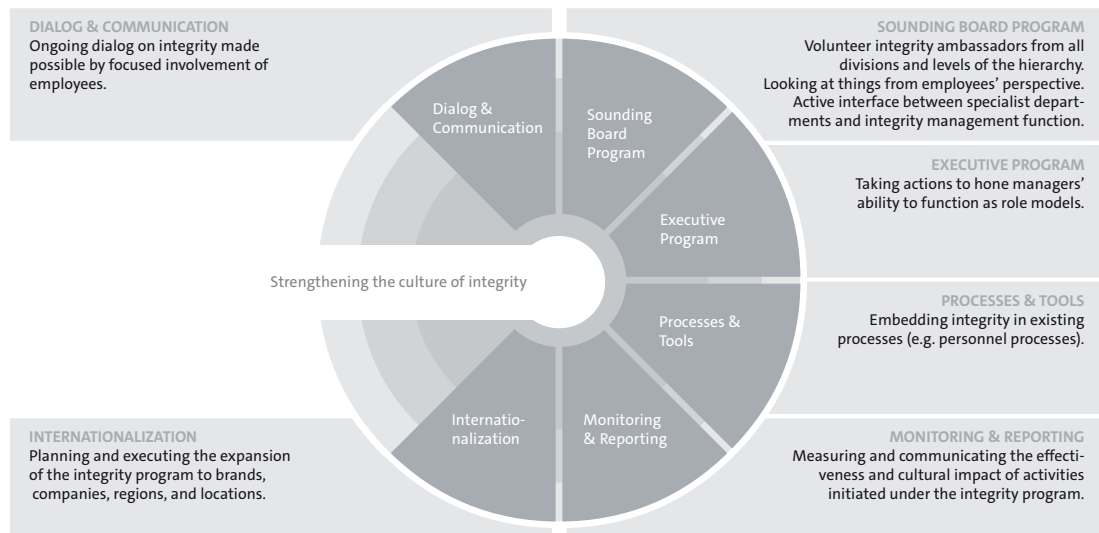 DIALOG & COMMUNICATION
Ongoing dialog on integrity made
possible by focused involvement of
employees.
SOUNDING BOARD PROGRAM
Volunteer integrity ambassadors from all
divisions and levels of the hierarchy.
Looking at things from employees’ perspective.
Active interface between specialist depart-
ments and integrity management function.
Dialog &
Communication
Sounding
Board
Program
EXECUTIVE PROGRAM
Taking actions to hone managers’
ability to function as role models.
Executive
Program
Strengthening the culture of integrity
PROCESSES & TOOLS
Embedding integrity in existing
processes (e.g. personnel processes).
Processes &
Tools
Internatio-
nalization
Monitoring
& Reporting
INTERNATIONALIZATION
Planning and executing the expansion
of the integrity program to brands,
companies, regions, and locations.
MONITORING & REPORTING
Measuring and communicating the effecti-
veness and cultural impact of activities
initiated under the integrity program.